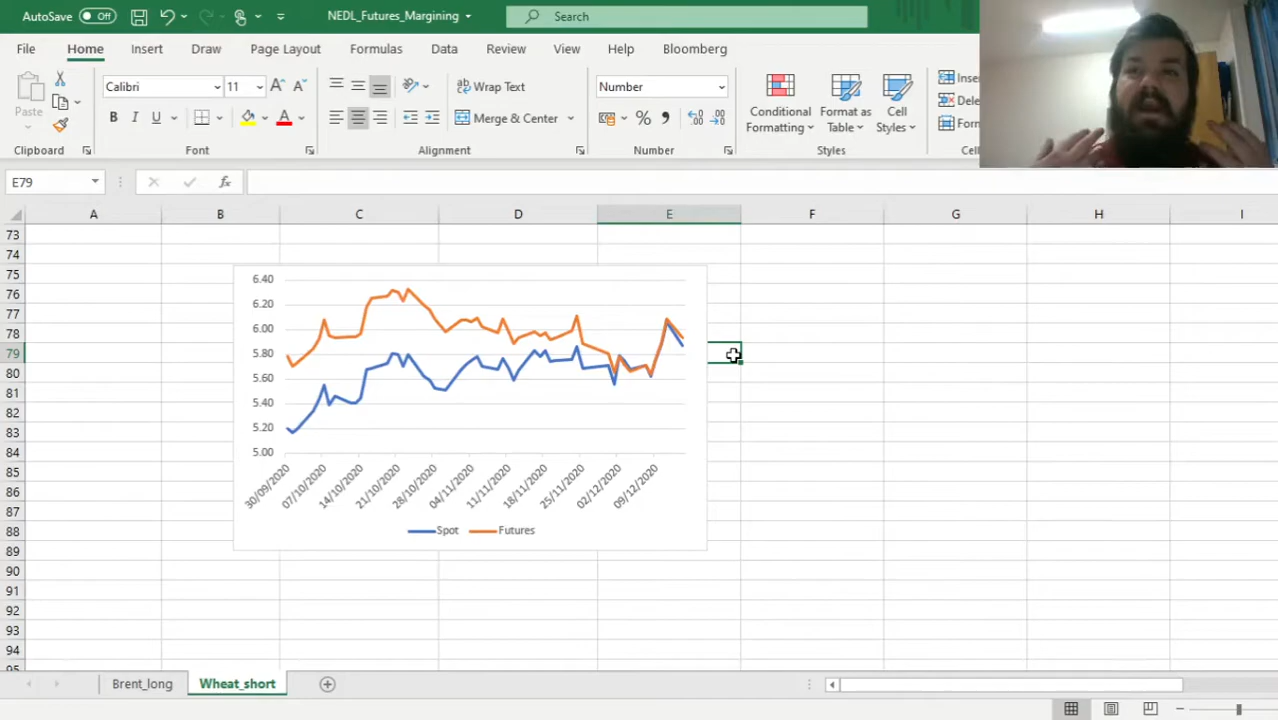 AutoSave Off NEDL_Futures_Margining Search
File Home Insert Draw Page Layout Formulas Data Review View Help Bloomberg
Paste
Clipboard
Calibri 11
B I U
Font
Wrap Text
Merge & Center
Alignment
Number
%
Number
Conditional
Formatting
Format as
Table
Cell
Styles
Styles
E79 fx
A B C D E F G H I
73
74
75
76
77
78
79
80
81
82
83
84
85
86
87
88
89
90
91
92
93
94
95
6.40
6.20
6.00
5.80
5.60
5.40
5.20
5.00
30/09/2020 07/10/2020 14/10/2020 21/10/2020 28/10/2020 04/11/2020 11/11/2020 18/11/2020 25/11/2020 02/12/2020 09/12/2020
Spot Futures
Brent_long Wheat_short